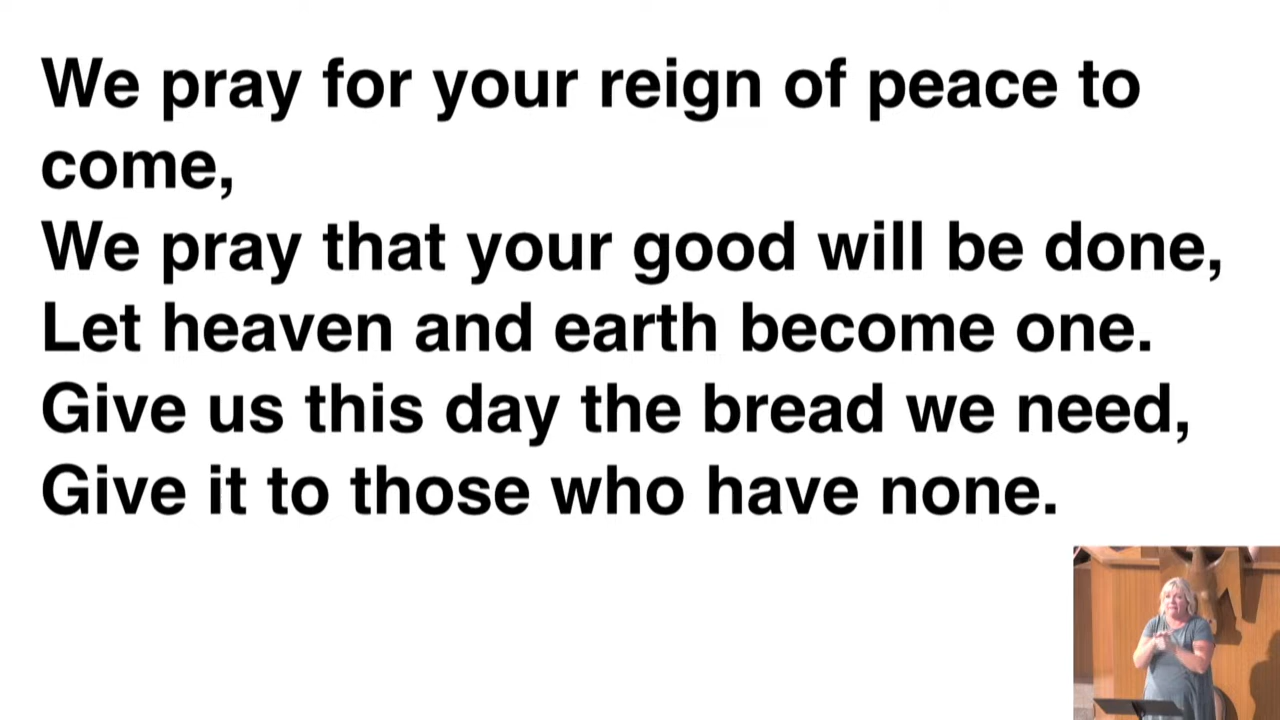 We pray for your reign of peace to
come,
We pray that your good will be done,
Let heaven and earth become one.
Give us this day the bread we need,
Give it to those who have none.